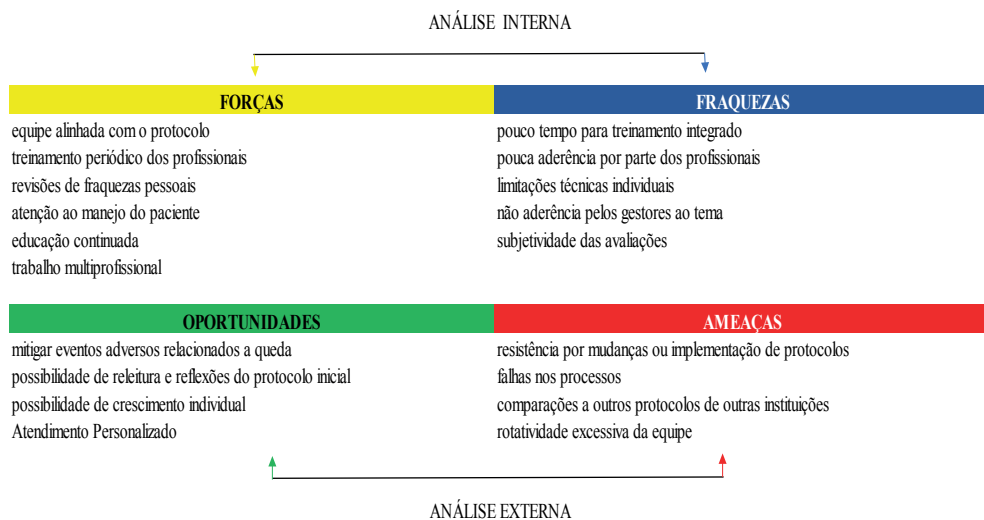 ANÁLISE INTERNA
FORÇAS
equipe alinhada com o protocolo
treinamento periódico dos profissionais
revisões de fraquezas pessoais
atenção ao manejo do paciente
educação continuada
trabalho multiprofissional
FRAQUEZAS
pouco tempo para treinamento integrado
pouca aderência por parte dos profissionais
limitações técnicas individuais
não aderência pelos gestores ao tema
subjetividade das avaliações
OPORTUNIDADES
mitigar eventos adversos relacionados a queda
possibilidade de releitura e reflexões do protocolo inicial
possibilidade de crescimento individual
Atendimento Personalizado
AMEAÇAS
resistência por mudanças ou implementação de protocolos
falhas nos processos
comparações a outros protocolos de outras instituições
rotatividade excessiva da equipe
ANÁLISE EXTERNA